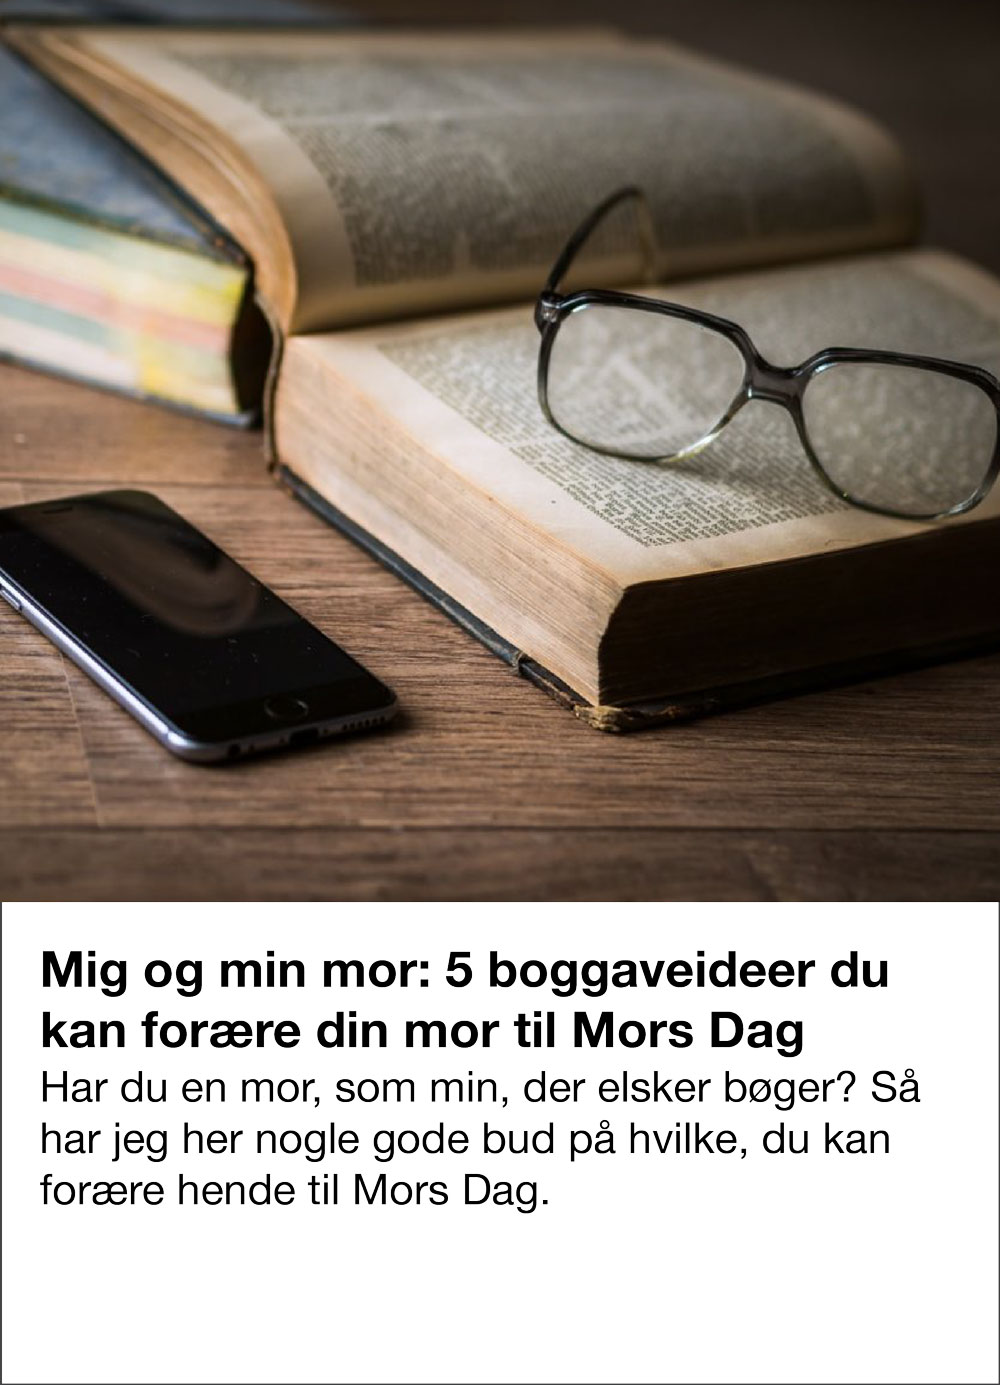 Mig og min mor: 5 boggaveideer du
kan forære din mor til Mors Dag
Har du en mor, som min, der elsker bøger? Så
har jeg her nogle gode bud på hvilke, du kan
forære hende til Mors Dag.